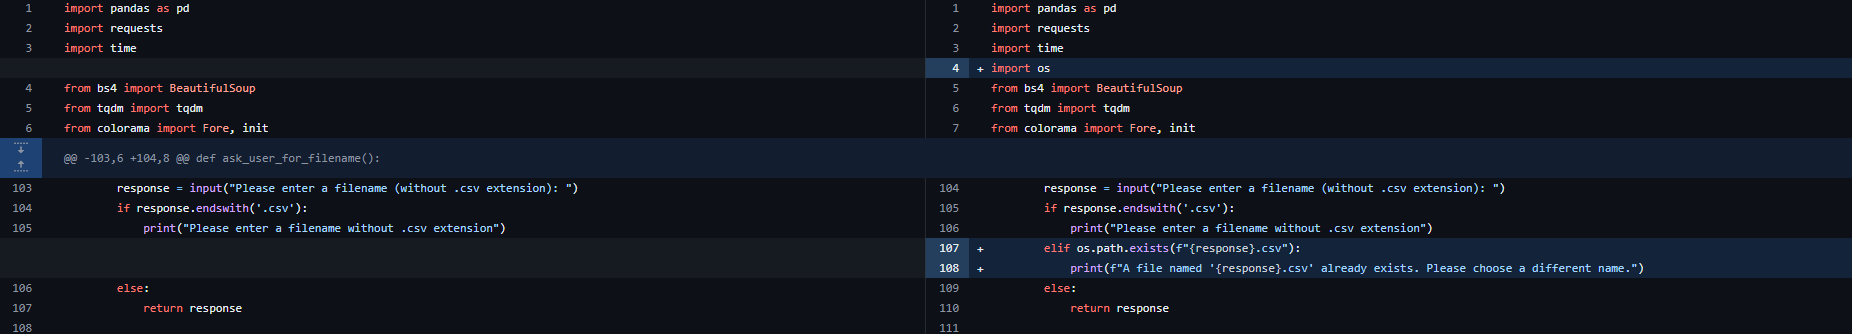 1 import pandas as pd
2 import requests
3 import time
4 from bs4 import BeautifulSoup
5 from tqdm import tqdm
6 from colorama import Fore, init
@@ -103,6 +104,8 @@ def ask_user_for_filename():
103 response = input("Please enter a filename (without .csv extension): ")
104 if response.endswith('.csv'):
105 print("Please enter a filename without .csv extension")
106 else:
107 return response
108
1 import pandas as pd
2 import requests
3 import time
4 + import os
5 from bs4 import BeautifulSoup
6 from tqdm import tqdm
7 from colorama import Fore, init
104 response = input("Please enter a filename (without .csv extension): ")
105 if response.endswith('.csv'):
106 print("Please enter a filename without .csv extension")
107 + elif os.path.exists(f"{response}.csv"):
108 + print(f"A file named '{response}.csv' already exists. Please choose a different name.")
109 else:
110 return response
111